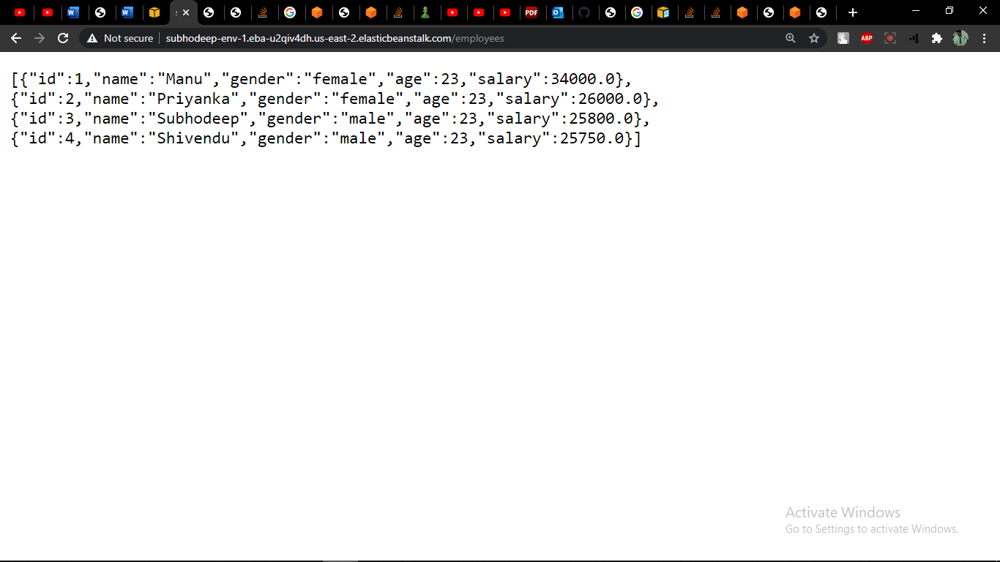 ABP
PDF
Not secure
subhodeep-env-1.eba-u2qiv4dh.us-east-2.elasticbeanstalk.com/employees
[{"id":1,"name":"Manu","gender":"female","age":23,"salary":34000.0},
{"id":2,"name":"Priyanka","gender":"female","age":23,"salary":26000.0},
{"id":3,"name":"Subhodeep","gender":"male","age":23,"salary":25800.0},
{"id":4,"name":"Shivendu","gender":"male","age":23,"salary":25750.0}]
Activate Windows
Go to Settings to activate Windows.